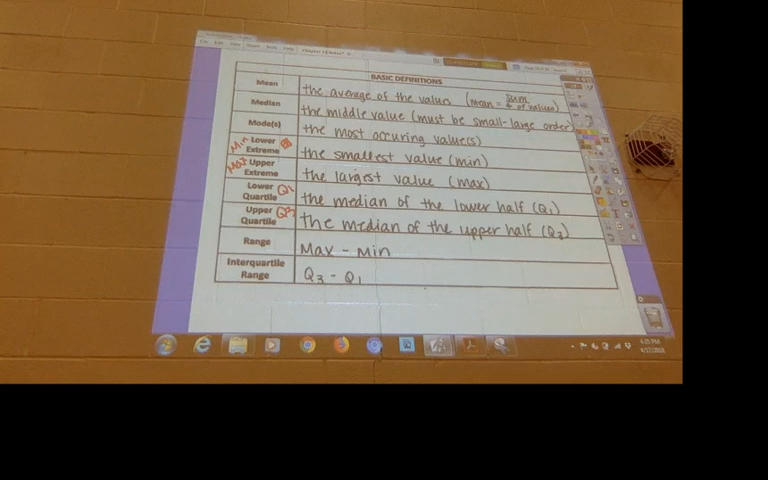 BASIC DEFINITIONS
Mean the average of the values (mean = sum / # of values)
Median the middle value (must be small-large order)
Mode(s) the most occuring value(s)
Min Lower Extreme the smallest value (min)
Max Upper Extreme the largest value (max)
Lower Quartile Q1 the median of the lower half (Q1)
Upper Quartile Q3 the median of the upper half (Q3)
Range Max - Min
Interquartile Range Q3 - Q1